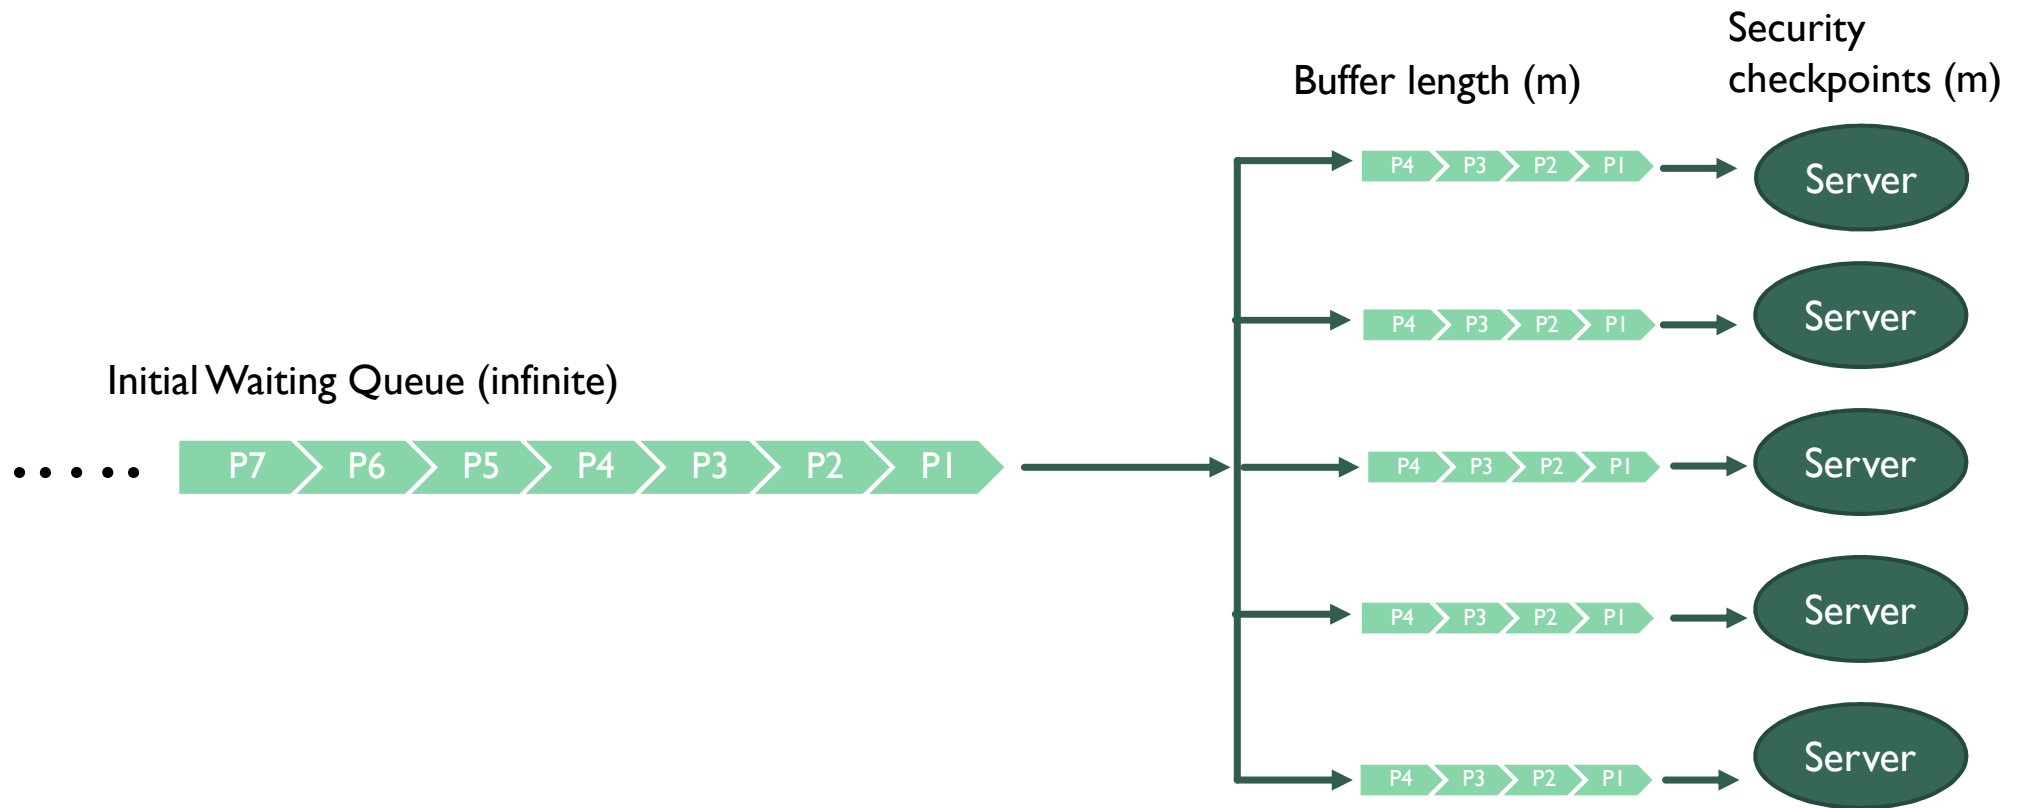 Security
checkpoints (m)
Buffer length (m)
P4 P3 P2 P1
Server
P4 P3 P2 P1
Server
Initial Waiting Queue (infinite)
P7 P6 P5 P4 P3 P2 P1
P4 P3 P2 P1
Server
P4 P3 P2 P1
Server
P4 P3 P2 P1
Server